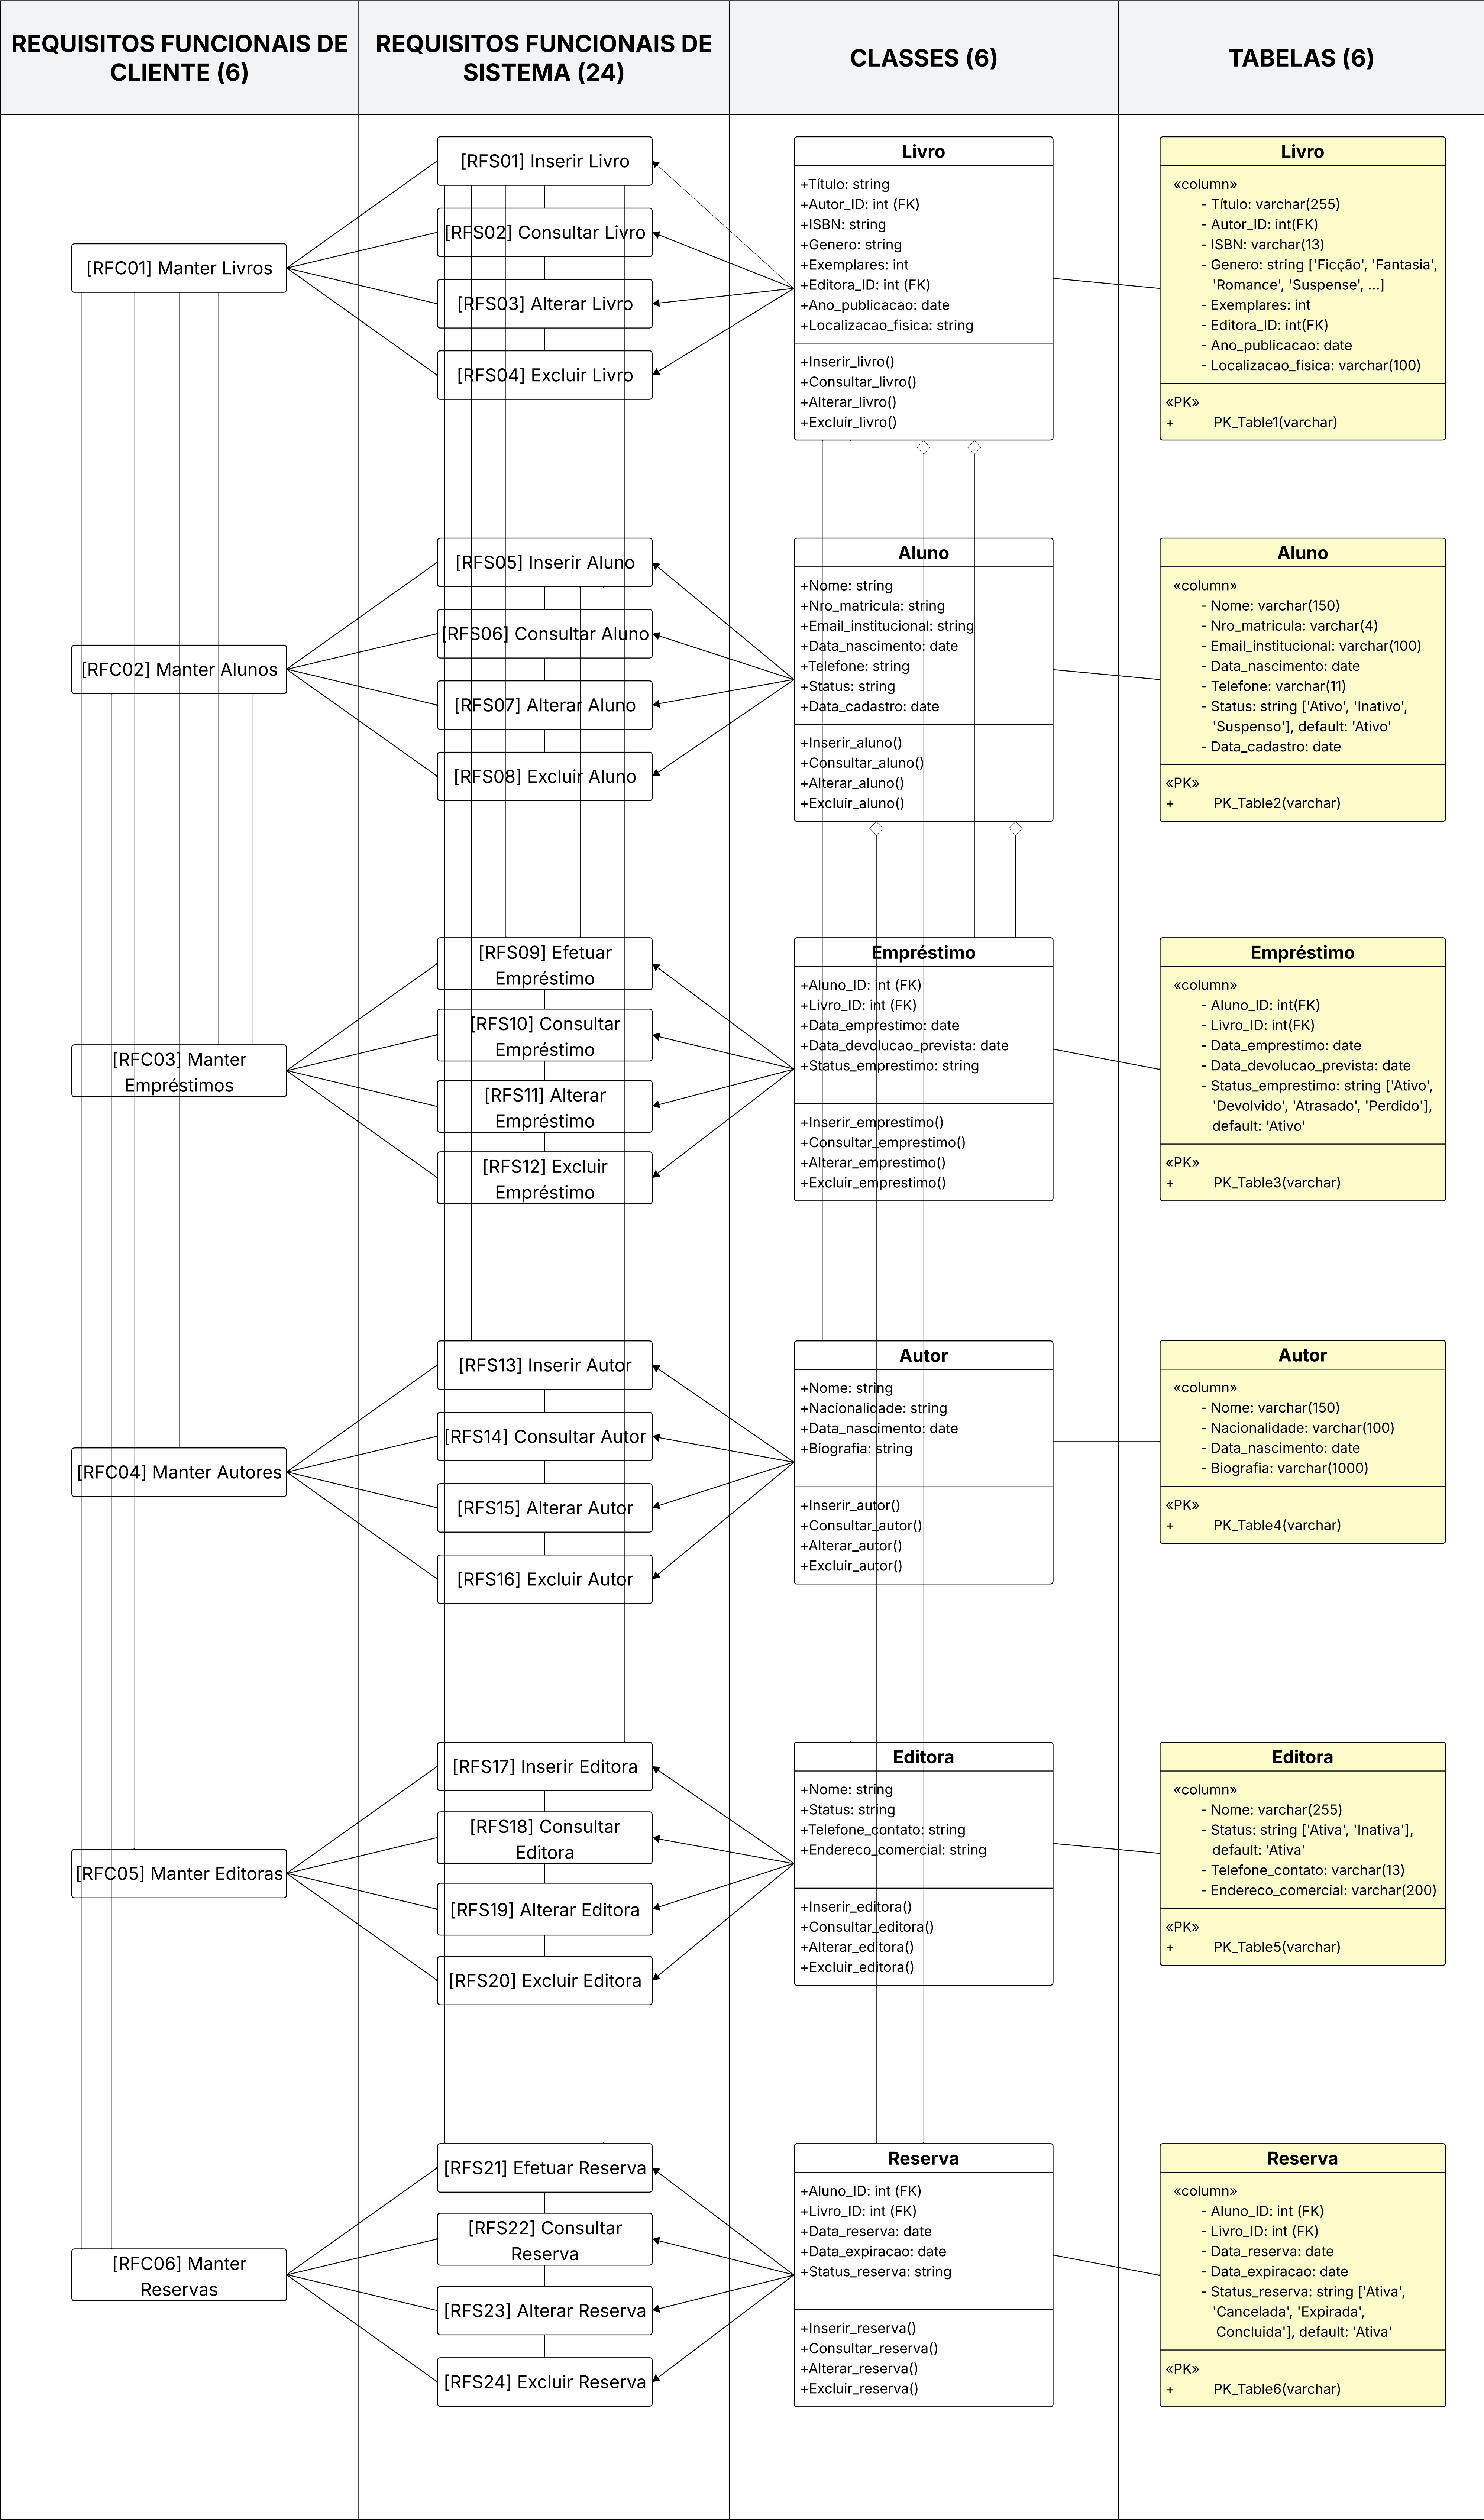 REQUISITOS FUNCIONAIS DE
CLIENTE (6)
REQUISITOS FUNCIONAIS DE
SISTEMA (24)
CLASSES (6)
TABELAS (6)
[RFC01] Manter Livros
[RFS01] Inserir Livro
[RFS02] Consultar Livro
[RFS03] Alterar Livro
[RFS04] Excluir Livro
Livro
+Título: string
+Autor_ID: int (FK)
+ISBN: string
+Genero: string
+Exemplares: int
+Editora_ID: int (FK)
+Ano_publicacao: date
+Localizacao_fisica: string
+Inserir_livro()
+Consultar_livro()
+Alterar_livro()
+Excluir_livro()
Livro
«column»
- Título: varchar(255)
- Autor_ID: int(FK)
- ISBN: varchar(13)
- Genero: string ['Ficção', 'Fantasia',
'Romance', 'Suspense', ...]
- Exemplares: int
- Editora_ID: int(FK)
- Ano_publicacao: date
- Localizacao_fisica: varchar(100)
«PK»
+ PK_Table1(varchar)
[RFC02] Manter Alunos
[RFS05] Inserir Aluno
[RFS06] Consultar Aluno
[RFS07] Alterar Aluno
[RFS08] Excluir Aluno
Aluno
+Nome: string
+Nro_matricula: string
+Email_institucional: string
+Data_nascimento: date
+Telefone: string
+Status: string
+Data_cadastro: date
+Inserir_aluno()
+Consultar_aluno()
+Alterar_aluno()
+Excluir_aluno()
Aluno
«column»
- Nome: varchar(150)
- Nro_matricula: varchar(4)
- Email_institucional: varchar(100)
- Data_nascimento: date
- Telefone: varchar(11)
- Status: string ['Ativo', 'Inativo',
'Suspenso'], default: 'Ativo'
- Data_cadastro: date
«PK»
+ PK_Table2(varchar)
[RFC03] Manter
Empréstimos
[RFS09] Efetuar
Empréstimo
[RFS10] Consultar
Empréstimo
[RFS11] Alterar
Empréstimo
[RFS12] Excluir
Empréstimo
Empréstimo
+Aluno_ID: int (FK)
+Livro_ID: int (FK)
+Data_emprestimo: date
+Data_devolucao_prevista: date
+Status_emprestimo: string
+Inserir_emprestimo()
+Consultar_emprestimo()
+Alterar_emprestimo()
+Excluir_emprestimo()
Empréstimo
«column»
- Aluno_ID: int(FK)
- Livro_ID: int(FK)
- Data_emprestimo: date
- Data_devolucao_prevista: date
- Status_emprestimo: string ['Ativo',
'Devolvido', 'Atrasado', 'Perdido'],
default: 'Ativo'
«PK»
+ PK_Table3(varchar)
[RFC04] Manter Autores
[RFS13] Inserir Autor
[RFS14] Consultar Autor
[RFS15] Alterar Autor
[RFS16] Excluir Autor
Autor
+Nome: string
+Nacionalidade: string
+Data_nascimento: date
+Biografia: string
+Inserir_autor()
+Consultar_autor()
+Alterar_autor()
+Excluir_autor()
Autor
«column»
- Nome: varchar(150)
- Nacionalidade: varchar(100)
- Data_nascimento: date
- Biografia: varchar(1000)
«PK»
+ PK_Table4(varchar)
[RFC05] Manter Editoras
[RFS17] Inserir Editora
[RFS18] Consultar
Editora
[RFS19] Alterar Editora
[RFS20] Excluir Editora
Editora
+Nome: string
+Status: string
+Telefone_contato: string
+Endereco_comercial: string
+Inserir_editora()
+Consultar_editora()
+Alterar_editora()
+Excluir_editora()
Editora
«column»
- Nome: varchar(255)
- Status: string ['Ativa', 'Inativa'],
default: 'Ativa'
- Telefone_contato: varchar(13)
- Endereco_comercial: varchar(200)
«PK»
+ PK_Table5(varchar)
[RFC06] Manter
Reservas
[RFS21] Efetuar Reserva
[RFS22] Consultar
Reserva
[RFS23] Alterar Reserva
[RFS24] Excluir Reserva
Reserva
+Aluno_ID: int (FK)
+Livro_ID: int (FK)
+Data_reserva: date
+Data_expiracao: date
+Status_reserva: string
+Inserir_reserva()
+Consultar_reserva()
+Alterar_reserva()
+Excluir_reserva()
Reserva
«column»
- Aluno_ID: int (FK)
- Livro_ID: int (FK)
- Data_reserva: date
- Data_expiracao: date
- Status_reserva: string ['Ativa',
'Cancelada', 'Expirada',
Concluida'], default: 'Ativa'
«PK»
+ PK_Table6(varchar)